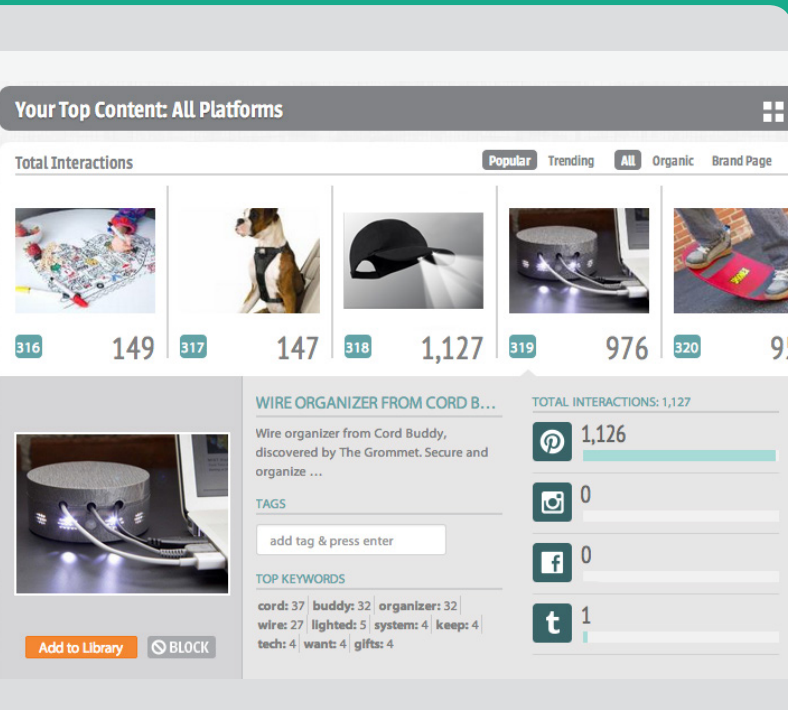 Your Top Content: All Platforms
Total Interactions
Popular Trending All Organic Brand Page
316 149 317 147 318 1,127 319 976 320
WIRE ORGANIZER FROM CORD B...
Wire organizer from Cord Buddy,
discovered by The Grommet. Secure and
organize ...
TAGS
add tag & press enter
TOP KEYWORDS
cord: 37 buddy: 32 organizer: 32
wire: 27 lighted: 5 system: 4 keep: 4
tech: 4 want: 4 gifts: 4
TOTAL INTERACTIONS: 1,127
1,126
0
0
1
Add to Library BLOCK